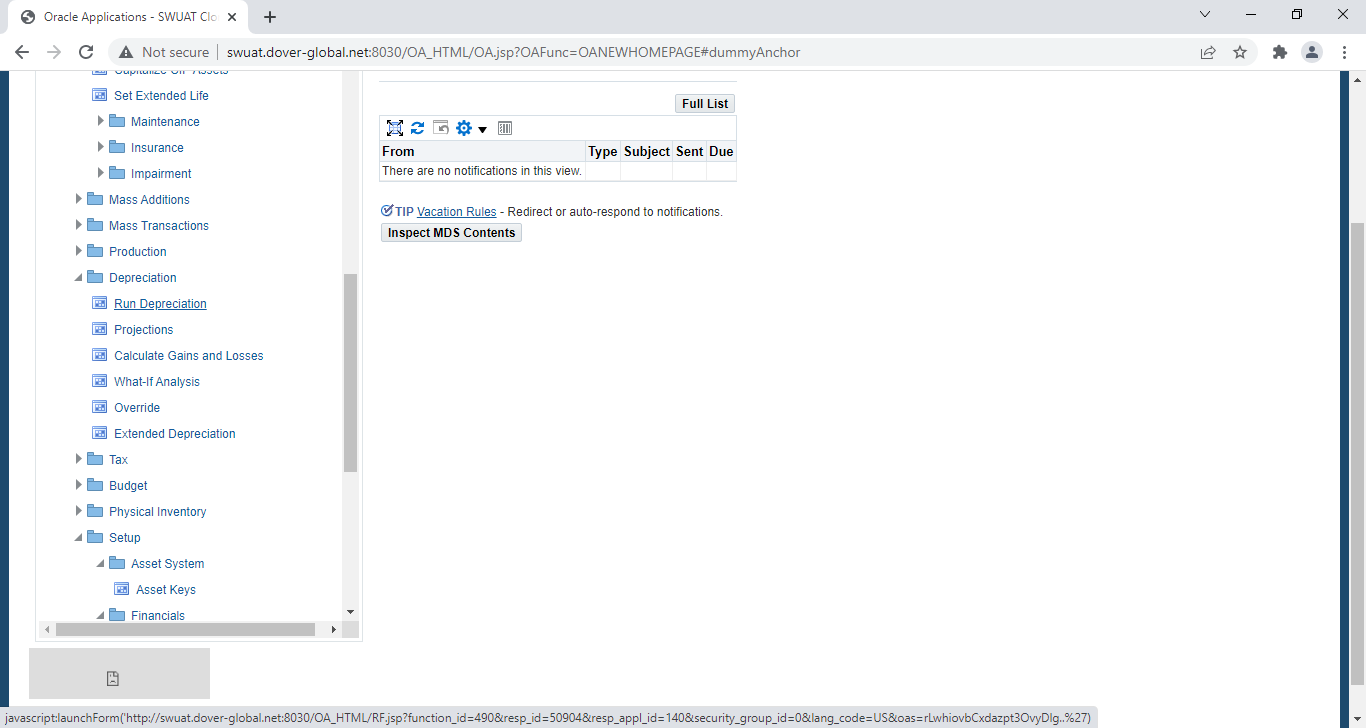 Oracle Applications - SWUAT Clo
Not secure
swuat.dover-global.net:8030/OA_HTML/OA.jsp?OAFunc=OANEWHOMEPAGE#dummyAnchor
Capitalize CIP Assets
Set Extended Life
Maintenance
Insurance
Impairment
Mass Additions
Mass Transactions
Production
Depreciation
Run Depreciation
Projections
Calculate Gains and Losses
What-If Analysis
Override
Extended Depreciation
Tax
Budget
Physical Inventory
Setup
Asset System
Asset Keys
Financials
Full List
From Type Subject Sent Due
There are no notifications in this view.
TIP Vacation Rules - Redirect or auto-respond to notifications.
Inspect MDS Contents
javascript:launchForm('http://swuat.dover-global.net:8030/OA_HTML/RF.jsp?function_id=490&resp_id=50904&resp_appl_id=140&security_group_id=0&lang_code=US&oas=rLwhiovbCxdazpt3OvyDIg..%27)